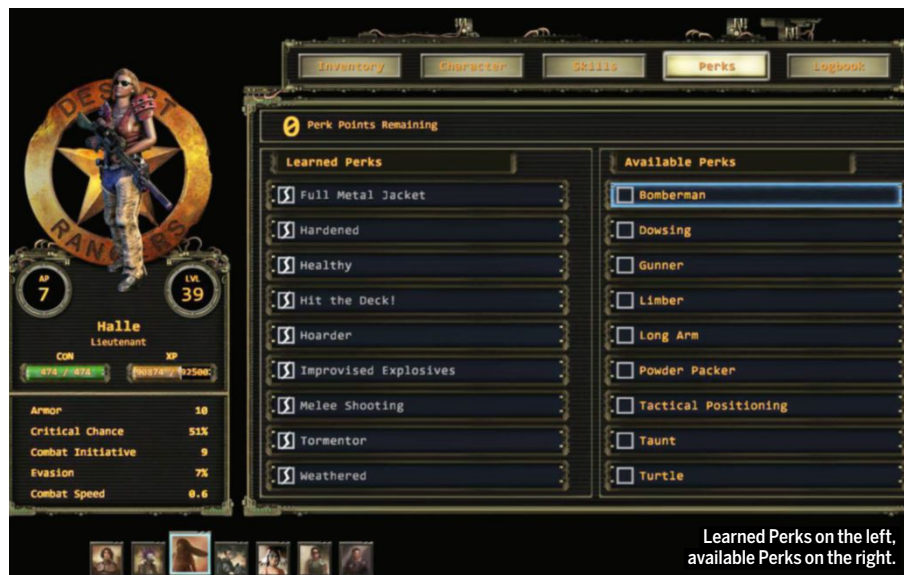 Inventory
Character
Skills
Perks
Logbook
DESERT
RANGERS
0 Perk Points Remaining
Learned Perks
Full Metal Jacket
Hardened
Healthy
Hit the Deck!
Hoarder
Improvised Explosives
Melee Shooting
Tormentor
Weathered
Available Perks
Bomberman
Dowsing
Gunner
Limber
Long Arm
Powder Packer
Tactical Positioning
Taunt
Turtle
AP
7
LVL
39
Halle
Lieutenant
CON
XP
474 / 474
90874 / 92500
Armor 10
Critical Chance 51%
Combat Initiative 9
Evasion 7%
Combat Speed 0.6
Learned Perks on the left,
available Perks on the right.